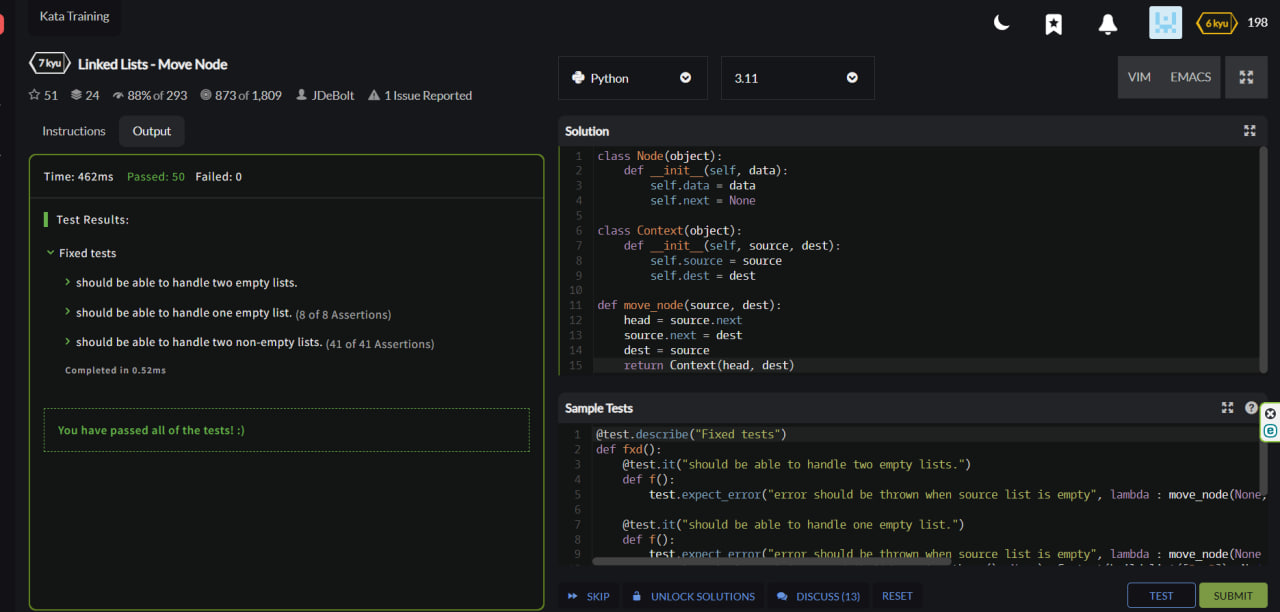 Kata Training
6 kyu 198
7 kyu Linked Lists - Move Node
51 24 88% of 293 873 of 1,809 JDeBolt 1 Issue Reported
Python 3.11 VIM EMACS
Instructions Output
Time: 462ms Passed: 50 Failed: 0
Test Results:
Fixed tests
should be able to handle two empty lists.
should be able to handle one empty list. (8 of 8 Assertions)
should be able to handle two non-empty lists. (41 of 41 Assertions)
Completed in 0.52ms
You have passed all of the tests! :)
Solution
1 class Node(object):
2     def __init__(self, data):
3         self.data = data
4         self.next = None
5
6 class Context(object):
7     def __init__(self, source, dest):
8         self.source = source
9         self.dest = dest
10
11 def move_node(source, dest):
12     head = source.next
13     source.next = dest
14     dest = source
15     return Context(head, dest)
Sample Tests
1 @test.describe("Fixed tests")
2 def fxd():
3     @test.it("should be able to handle two empty lists.")
4     def f():
5         test.expect_error("error should be thrown when source list is empty", lambda : move_node(None,
6
7     @test.it("should be able to handle one empty list.")
8     def f():
9         test.expect_error("error should be thrown when source list is empty", lambda : move_node(None
SKIP UNLOCK SOLUTIONS DISCUSS (13) RESET TEST SUBMIT